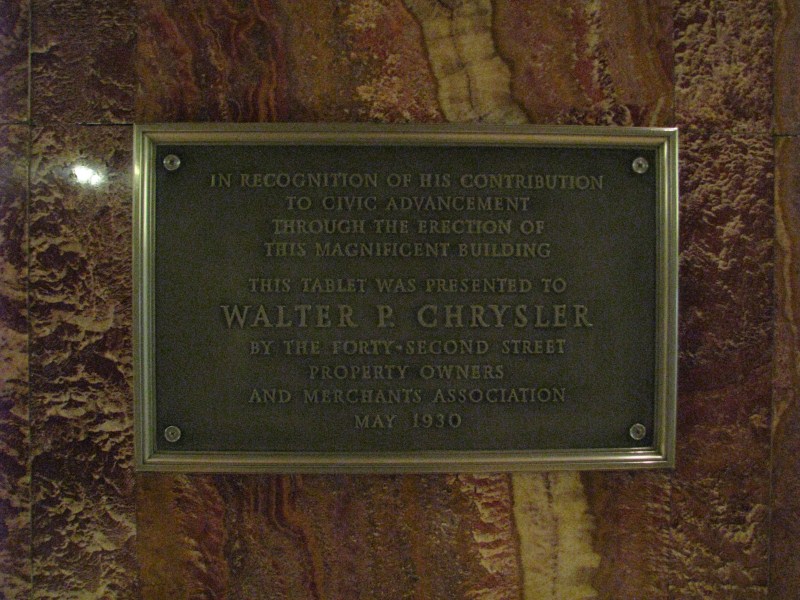 IN RECOGNITION OF HIS CONTRIBUTION
TO CIVIC ADVANCEMENT
THROUGH THE ERECTION OF
THIS MAGNIFICENT BUILDING
THIS TABLET WAS PRESENTED TO
WALTER P. CHRYSLER
BY THE FORTY-SECOND STREET
PROPERTY OWNERS
AND MERCHANTS ASSOCIATION
MAY 1930